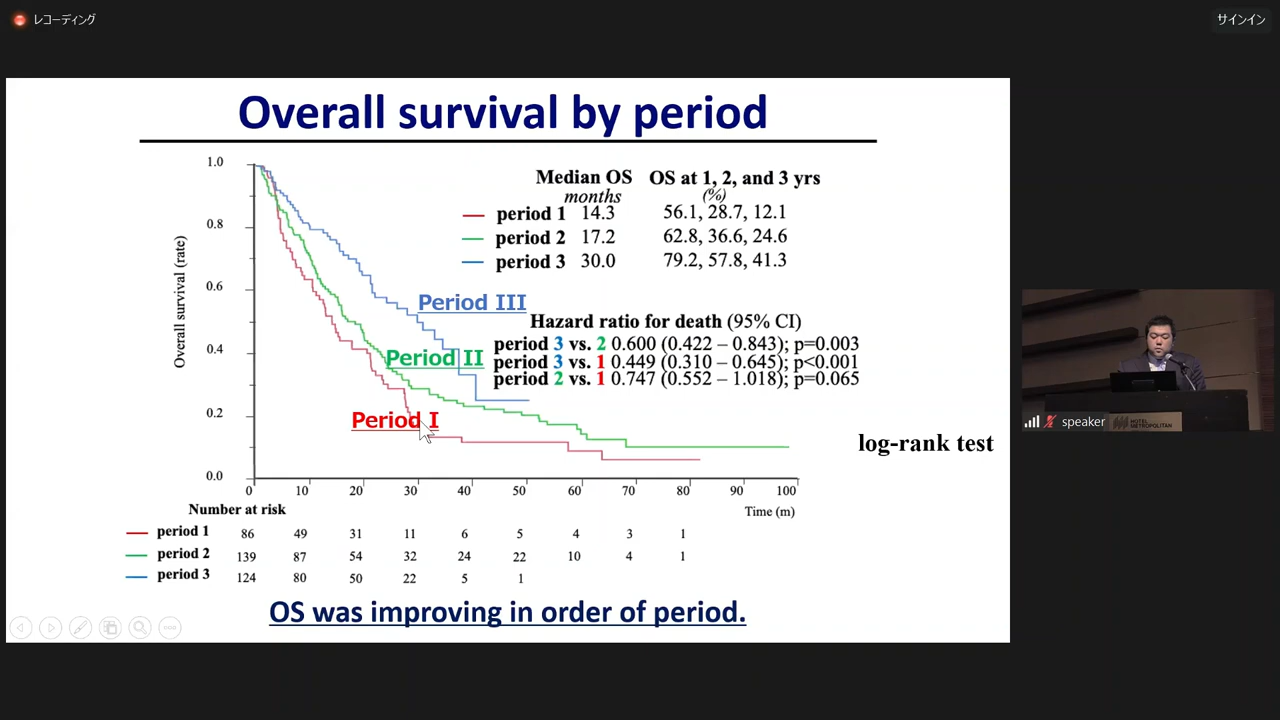 レコーディング
サインイン
Overall survival by period
Median OS
months
OS at 1, 2, and 3 yrs
(%)
period 1 14.3 56.1, 28.7, 12.1
period 2 17.2 62.8, 36.6, 24.6
period 3 30.0 79.2, 57.8, 41.3
Overall survival (rate)
1.0
0.8
0.6
0.4
0.2
0.0
Period III
Period II
Period I
Hazard ratio for death (95% CI)
period 3 vs. 2 0.600 (0.422 – 0.843); p=0.003
period 3 vs. 1 0.449 (0.310 – 0.645); p<0.001
period 2 vs. 1 0.747 (0.552 – 1.018); p=0.065
log-rank test
0 10 20 30 40 50 60 70 80 90 100
Time (m)
Number at risk
period 1 86 49 31 11 6 5 4 3 1
period 2 139 87 54 32 24 22 10 4 1
period 3 124 80 50 22 5 1
OS was improving in order of period.
speaker
HOTEL
METROPOLITAN